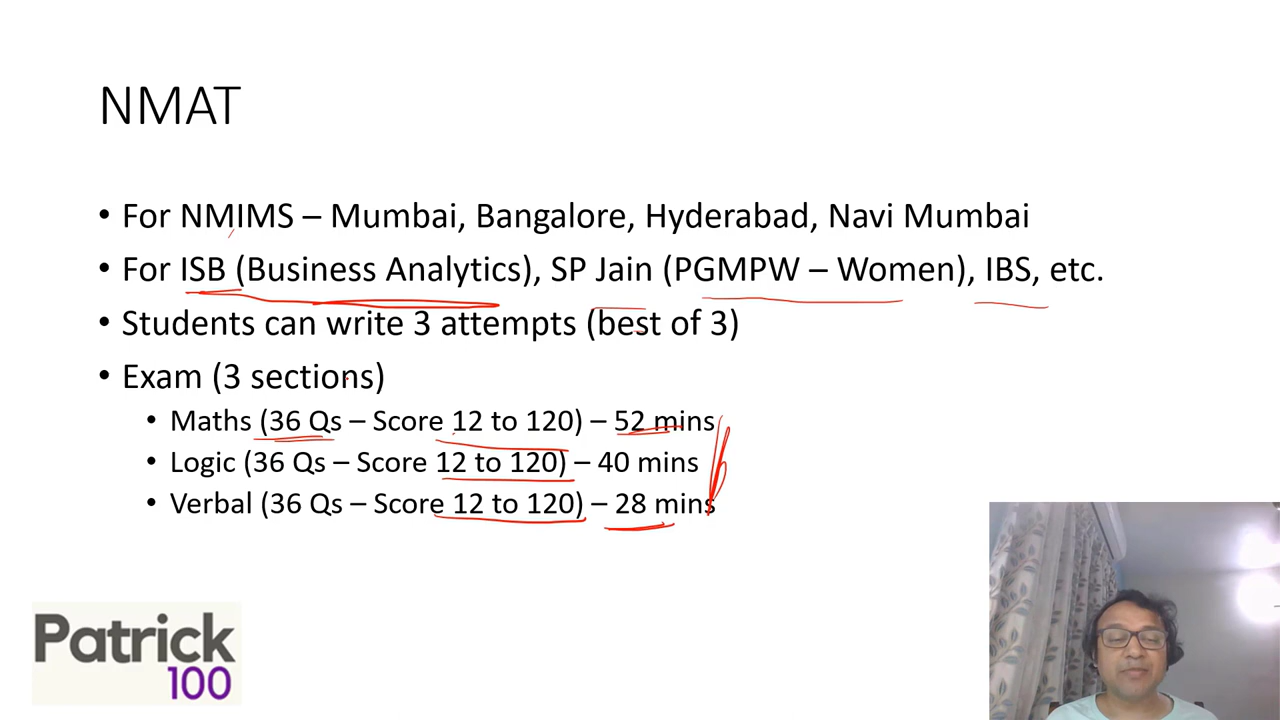 NMAT
• For NMIMS – Mumbai, Bangalore, Hyderabad, Navi Mumbai
• For ISB (Business Analytics), SP Jain (PGMPW – Women), IBS, etc.
• Students can write 3 attempts (best of 3)
• Exam (3 sections)
• Maths (36 Qs – Score 12 to 120) – 52 mins
• Logic (36 Qs – Score 12 to 120) – 40 mins
• Verbal (36 Qs – Score 12 to 120) – 28 mins
Patrick
100